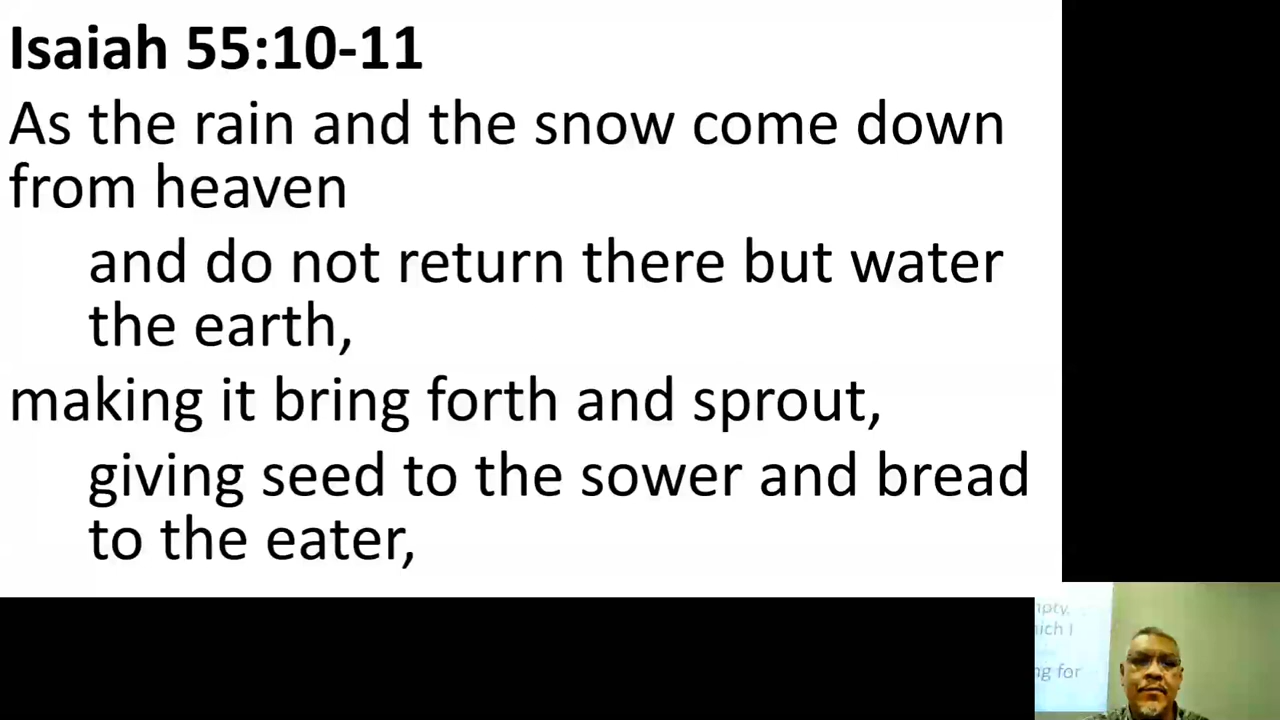 Isaiah 55:10-11
As the rain and the snow come down
from heaven
and do not return there but water
the earth,
making it bring forth and sprout,
giving seed to the sower and bread
to the eater,
ng for